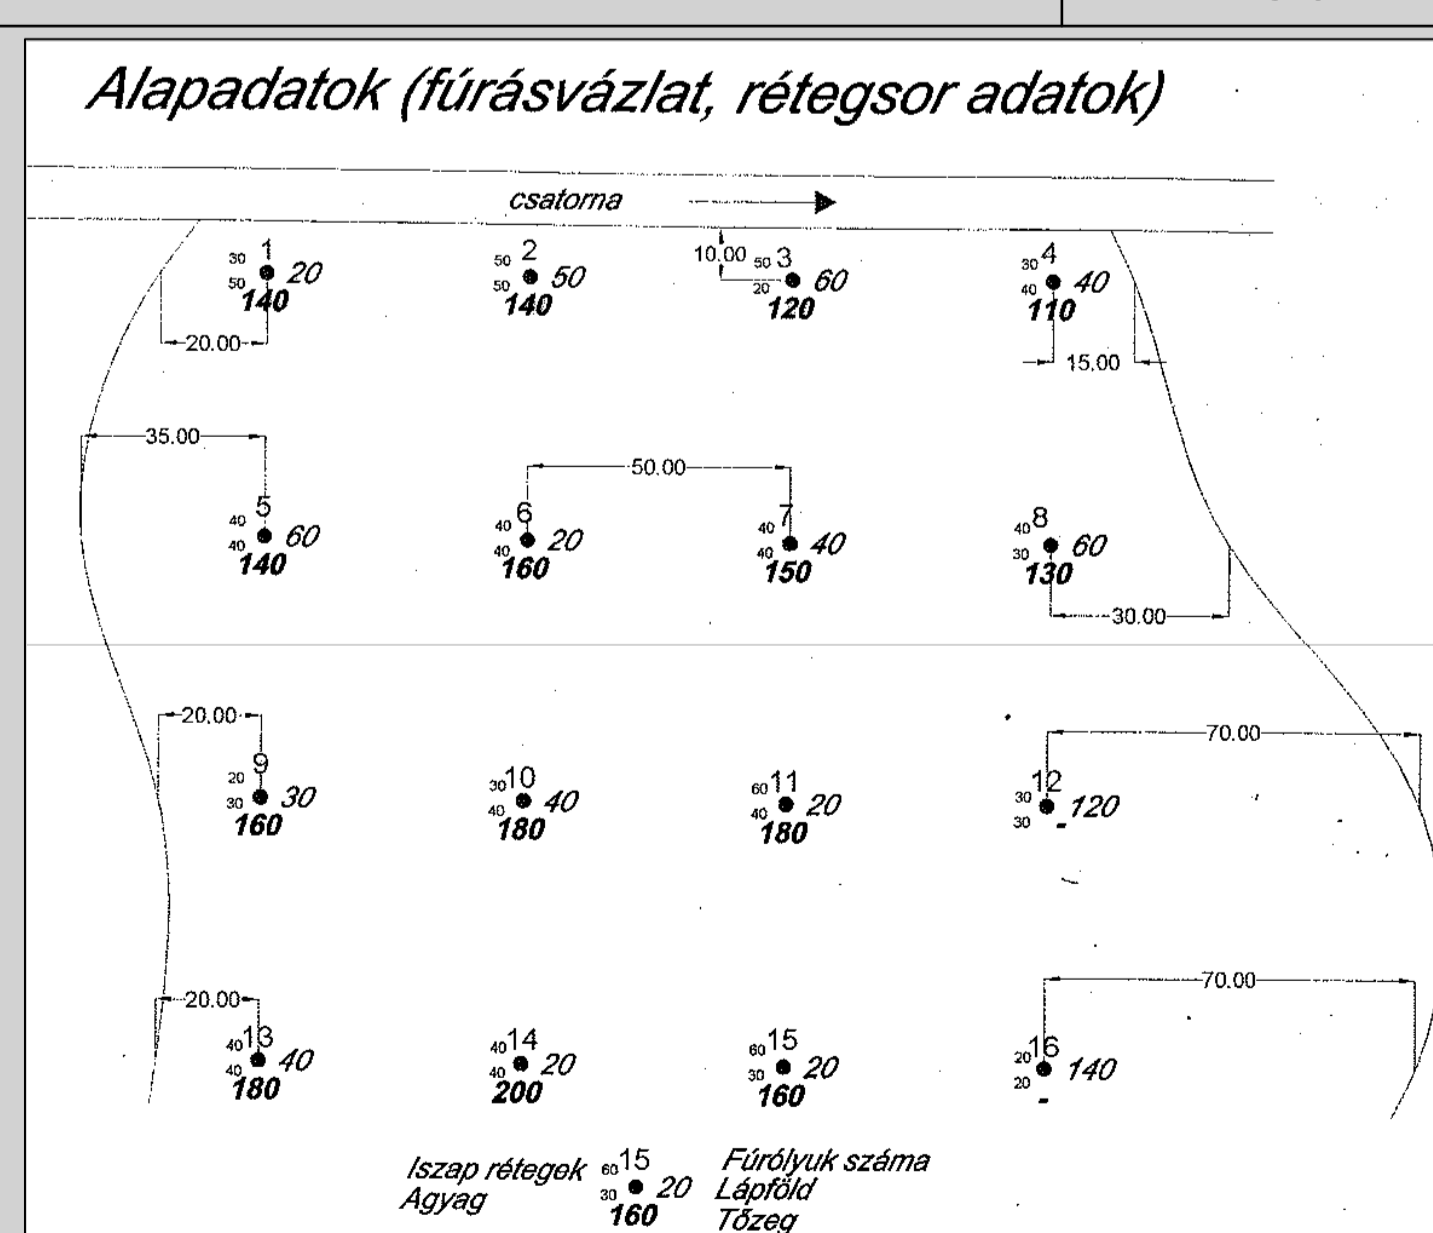 Alapadatok (fúrásvázlat, rétegsor adatok)
csatorna
30 1 20
50 140
50 2 50
50 140
10.00 50 3 60
20 120
30 4 40
40 110
20.00
15.00
35.00
50.00
40 5 60
40 140
40 6 20
40 160
40 7 40
40 150
40 8 60
30 130
30.00
20.00
70.00
20 9 30
30 160
30 10 40
40 180
60 11 20
40 180
30 12 120
30 -
20.00
70.00
40 13 40
40 180
40 14 20
40 200
60 15 20
30 160
20 16 140
20 -
Iszap rétegek 60 15 Fúrólyuk száma
Agyag 30 20 Lápföld
160 Tőzeg